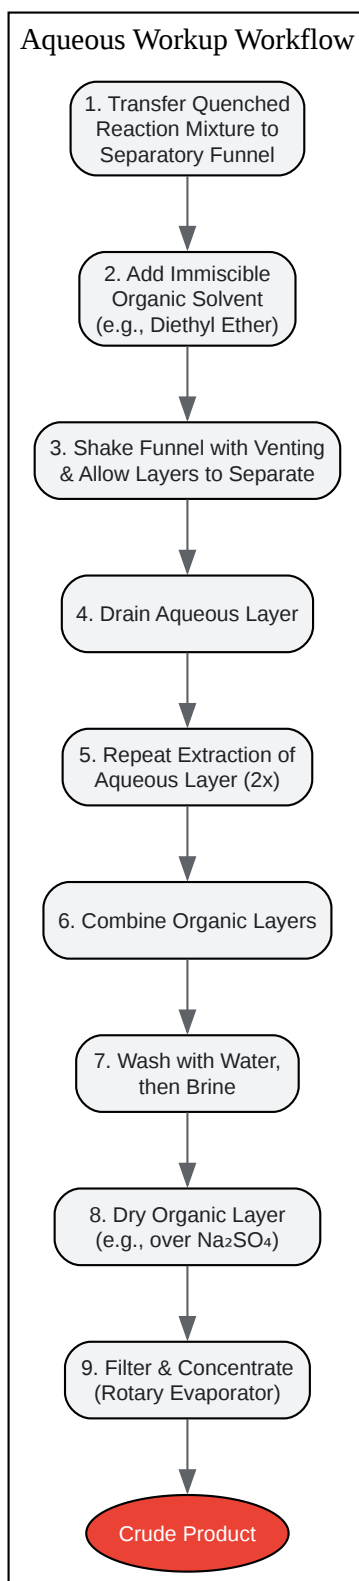 Aqueous Workup Workflow
1. Transfer Quenched
Reaction Mixture to
Separatory Funnel
2. Add Immiscible
Organic Solvent
(e.g., Diethyl Ether)
3. Shake Funnel with Venting
& Allow Layers to Separate
4. Drain Aqueous Layer
5. Repeat Extraction of
Aqueous Layer (2x)
6. Combine Organic Layers
7. Wash with Water,
then Brine
8. Dry Organic Layer
(e.g., over Na₂SO₄)
9. Filter & Concentrate
(Rotary Evaporator)
Crude Product